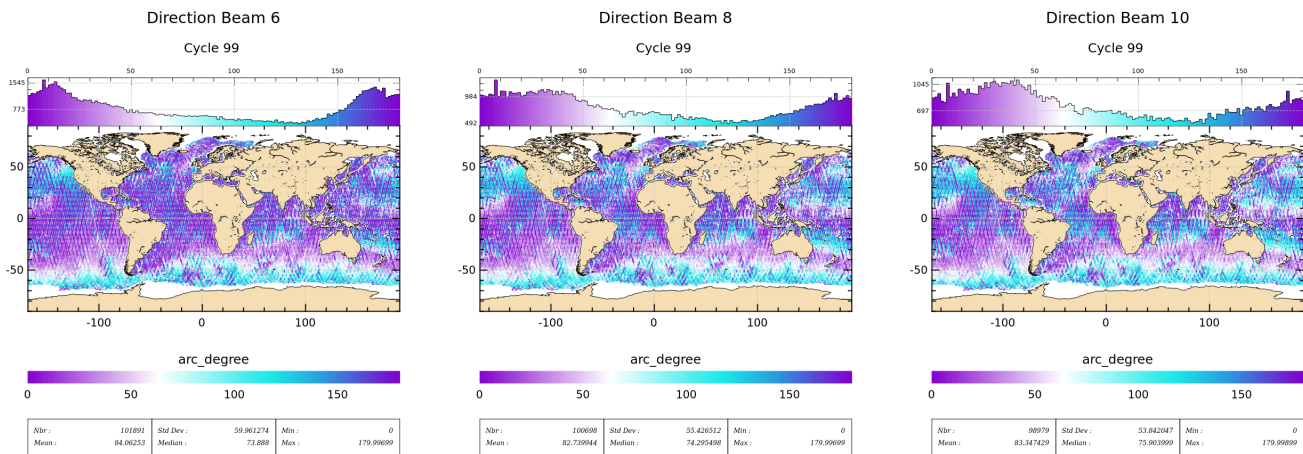 Direction Beam 6
Cycle 99
0 50 100 150
1545
773
50
0
-50
-100 0 100
arc_degree
0 50 100 150
Nbr : 101891 Std Dev : 59.961274 Min : 0
Mean : 84.06253 Median : 73.888 Max : 179.99699
Direction Beam 8
Cycle 99
0 50 100 150
984
492
50
0
-50
-100 0 100
arc_degree
0 50 100 150
Nbr : 100698 Std Dev : 55.426512 Min : 0
Mean : 82.739944 Median : 74.295498 Max : 179.99699
Direction Beam 10
Cycle 99
0 50 100 150
1045
697
50
0
-50
-100 0 100
arc_degree
0 50 100 150
Nbr : 98979 Std Dev : 53.842047 Min : 0
Mean : 83.347429 Median : 75.903999 Max : 179.99899